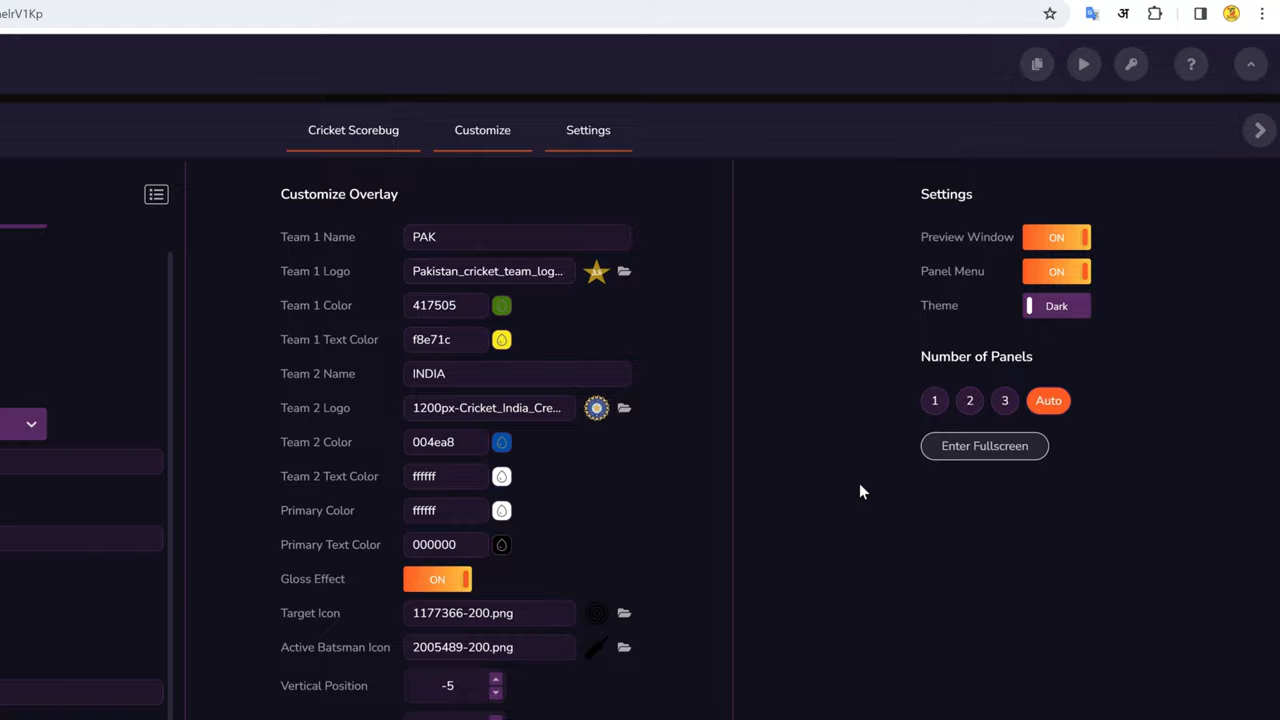 nelrV1Kp
अ
?
Cricket Scorebug
Customize
Settings
Customize Overlay
Team 1 Name
PAK
Team 1 Logo
Pakistan_cricket_team_log...
Team 1 Color
417505
Team 1 Text Color
f8e71c
Team 2 Name
INDIA
Team 2 Logo
1200px-Cricket_India_Cre...
Team 2 Color
004ea8
Team 2 Text Color
ffffff
Primary Color
ffffff
Primary Text Color
000000
Gloss Effect
ON
Target Icon
1177366-200.png
Active Batsman Icon
2005489-200.png
Vertical Position
-5
Settings
Preview Window
ON
Panel Menu
ON
Theme
Dark
Number of Panels
1
2
3
Auto
Enter Fullscreen